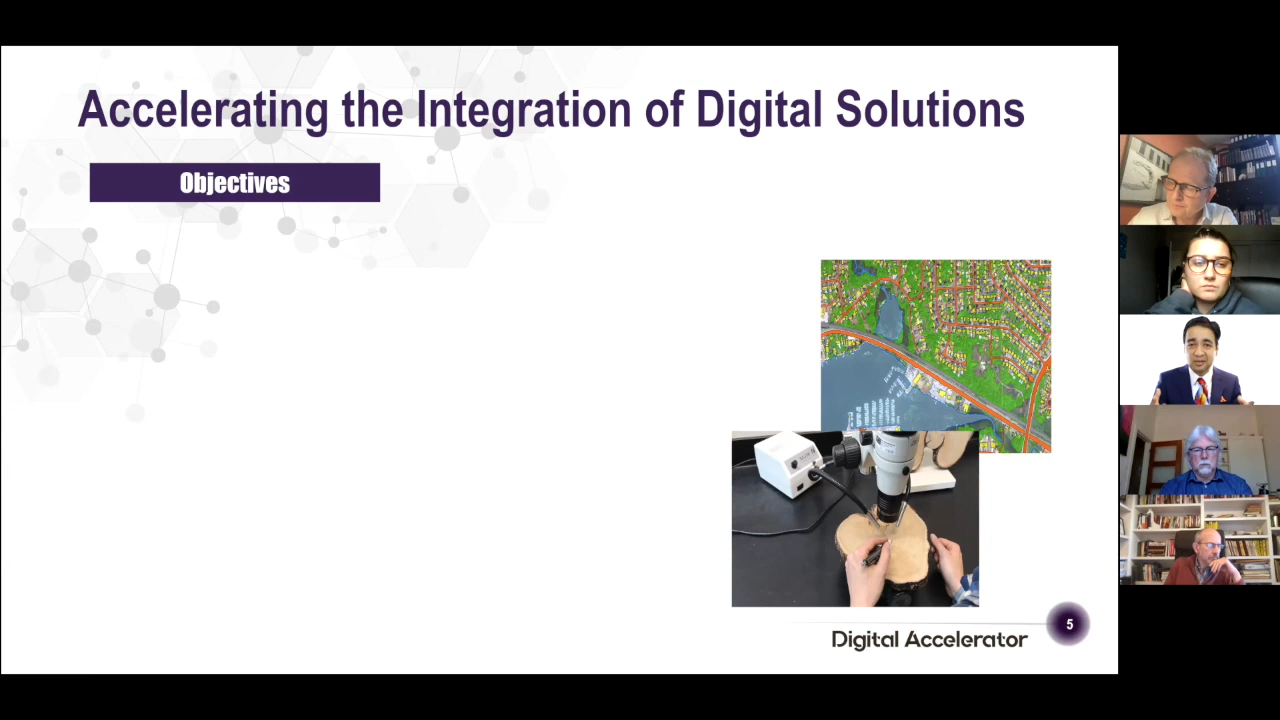 Accelerating the Integration of Digital Solutions
Objectives
5
Digital Accelerator